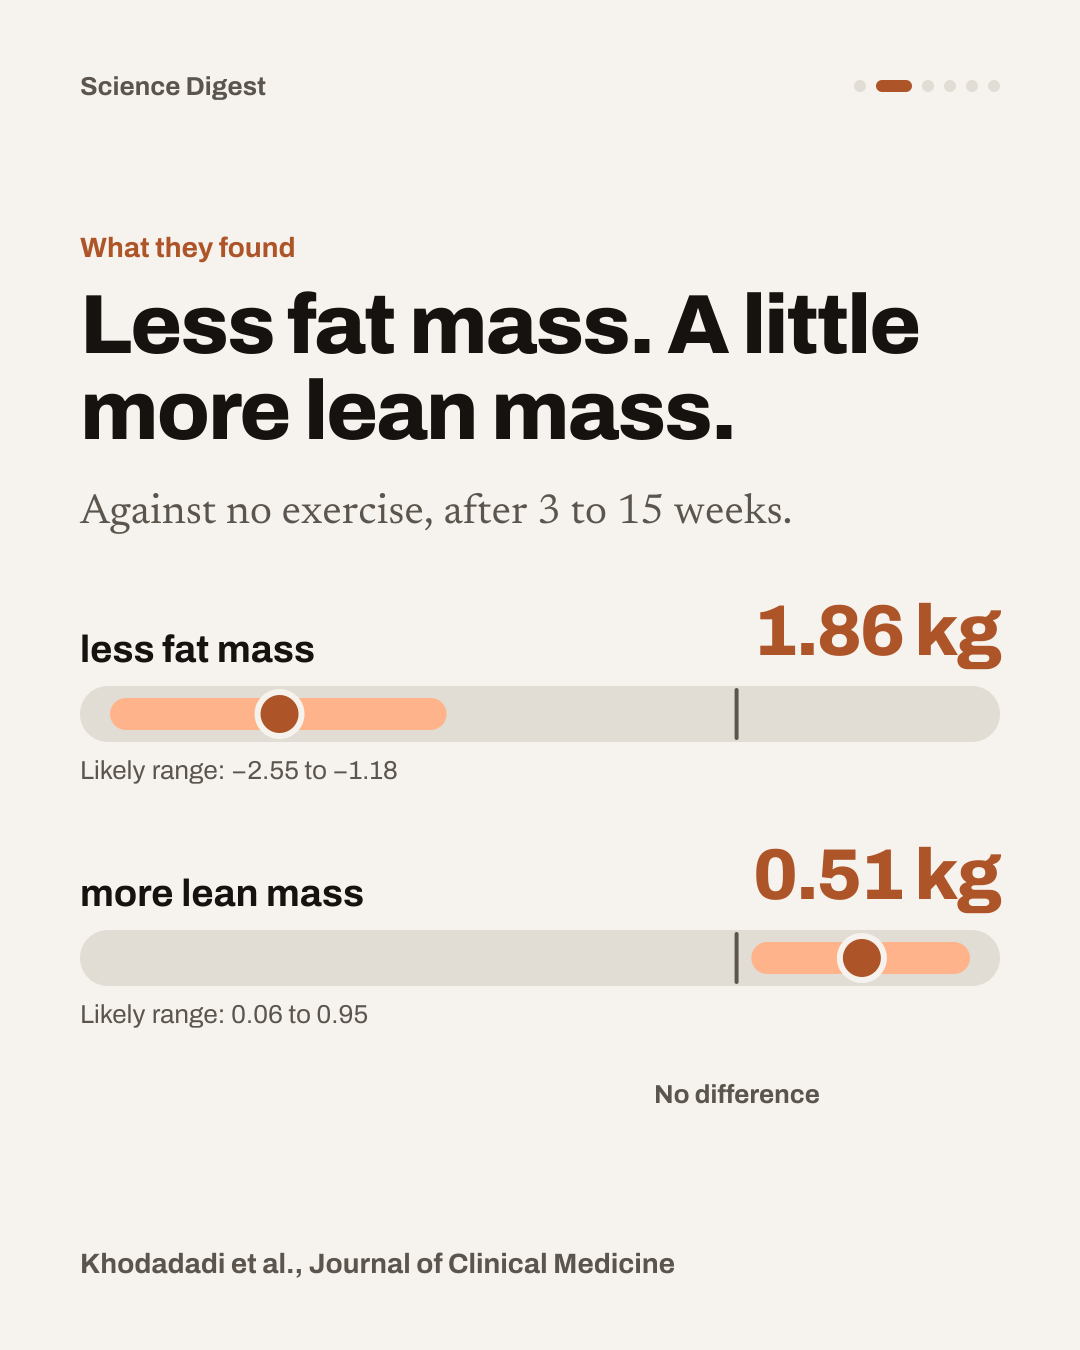 Science Digest
What they found
Less fat mass. A little
more lean mass.
Against no exercise, after 3 to 15 weeks.
less fat mass
1.86 kg
Likely range: −2.55 to −1.18
more lean mass
0.51 kg
Likely range: 0.06 to 0.95
No difference
Khodadadi et al., Journal of Clinical Medicine